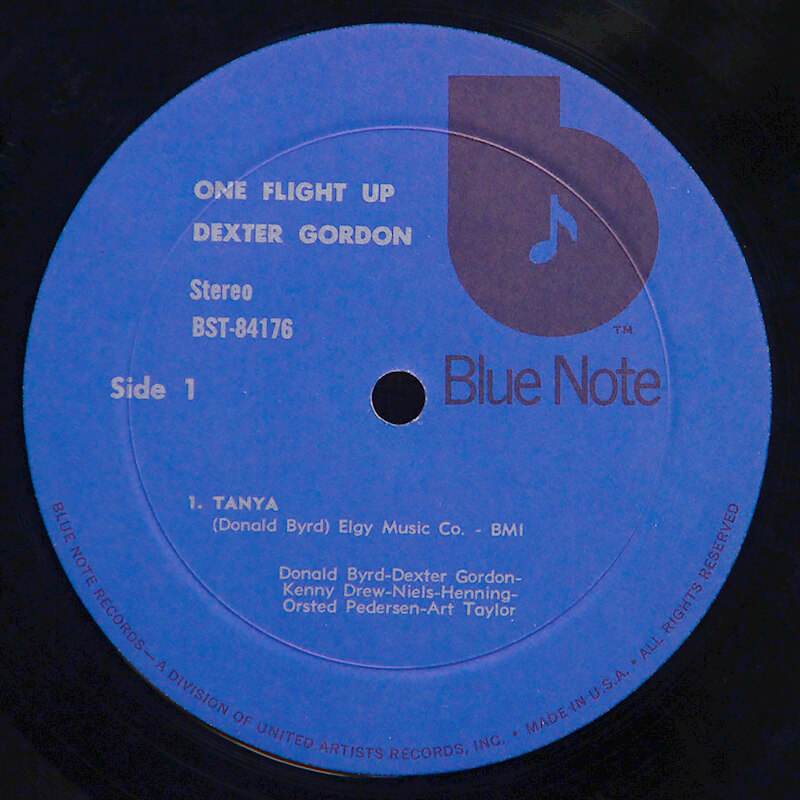 ONE FLIGHT UP
DEXTER GORDON
Stereo
BST-84176
TM
Blue Note
Side 1
1. TANYA
(Donald Byrd) Elgy Music Co. - BMI
Donald Byrd-Dexter Gordon-
Kenny Drew-Niels-Henning-
Orsted Pedersen-Art Taylor
BLUE NOTE RECORDS—A DIVISION OF UNITED ARTISTS RECORDS, INC. • MADE IN U.S.A. • ALL RIGHTS RESERVED